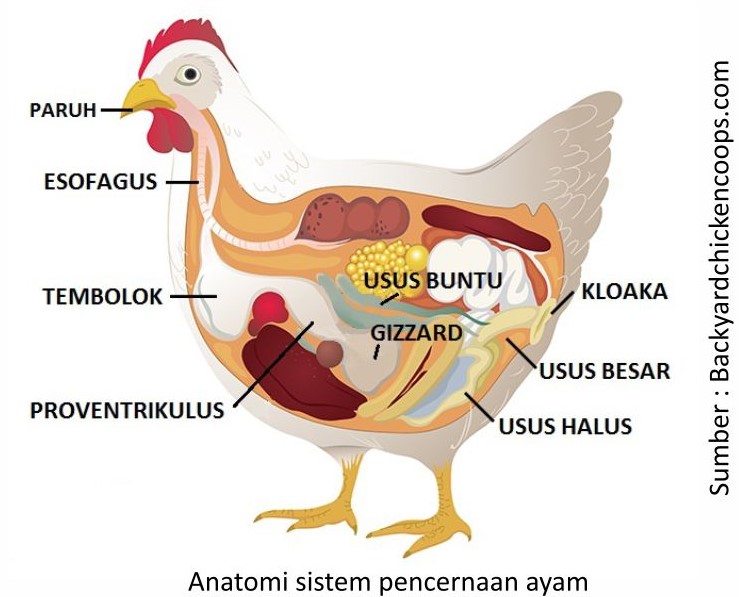 PARUH
ESOFAGUS
TEMBOLOK
PROVENTRIKULUS
USUS BUNTU
GIZZARD
KLOAKA
USUS BESAR
USUS HALUS
Sumber : Backyardchickencoops.com
Anatomi sistem pencernaan ayam